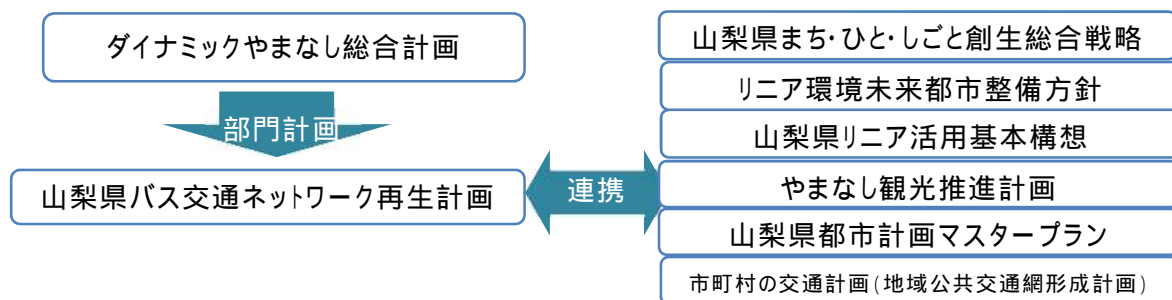 ダイナミックやまなし総合計画
部門計画
山梨県バス交通ネットワーク再生計画
連携
山梨県まち・ひと・しごと創生総合戦略
リニア環境未来都市整備方針
山梨県リニア活用基本構想
やまなし観光推進計画
山梨県都市計画マスタープラン
市町村の交通計画(地域公共交通網形成計画)